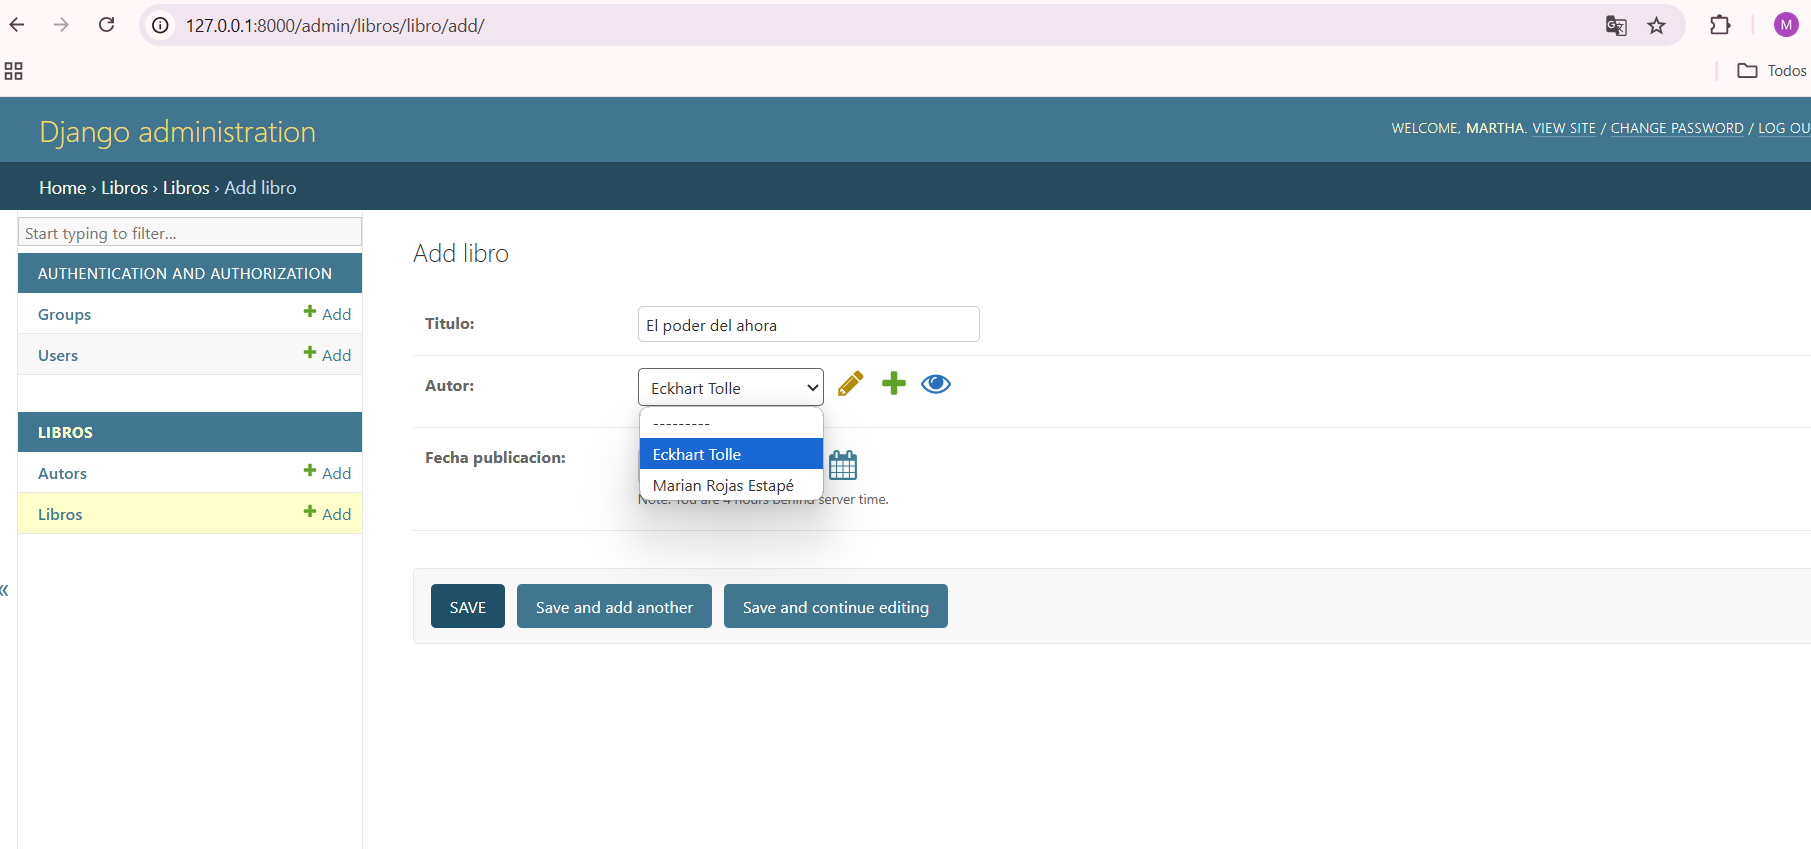 127.0.0.1:8000/admin/libros/libro/add/
M
Todos
Django administration
WELCOME, MARTHA. VIEW SITE / CHANGE PASSWORD / LOG OU
Home › Libros › Libros › Add libro
Start typing to filter...
AUTHENTICATION AND AUTHORIZATION
Groups + Add
Users + Add
LIBROS
Autors + Add
Libros + Add
«
Add libro
Titulo: El poder del ahora
Autor: Eckhart Tolle
---------
Eckhart Tolle
Marian Rojas Estapé
Fecha publicacion:
Note: You are 4 hours behind server time.
SAVE
Save and add another
Save and continue editing